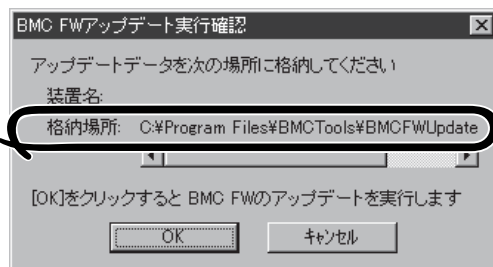 BMC FWアップデート実行確認
アップデートデータを次の場所に格納してください
装置名:
格納場所: C:¥Program Files¥BMCTools¥BMCFWUpdate
[OK]をクリックすると BMC FWのアップデートを実行します
OK キャンセル